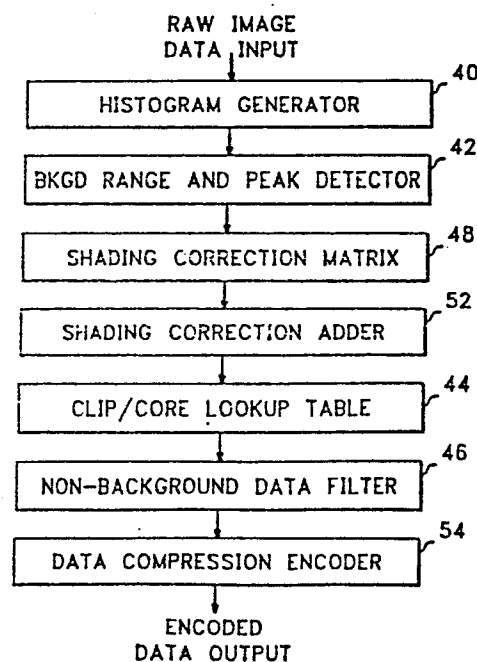 RAW IMAGE
DATA INPUT
40
HISTOGRAM GENERATOR
42
BKGD RANGE AND PEAK DETECTOR
48
SHADING CORRECTION MATRIX
52
SHADING CORRECTION ADDER
44
CLIP/CORE LOOKUP TABLE
46
NON-BACKGROUND DATA FILTER
54
DATA COMPRESSION ENCODER
ENCODED
DATA OUTPUT